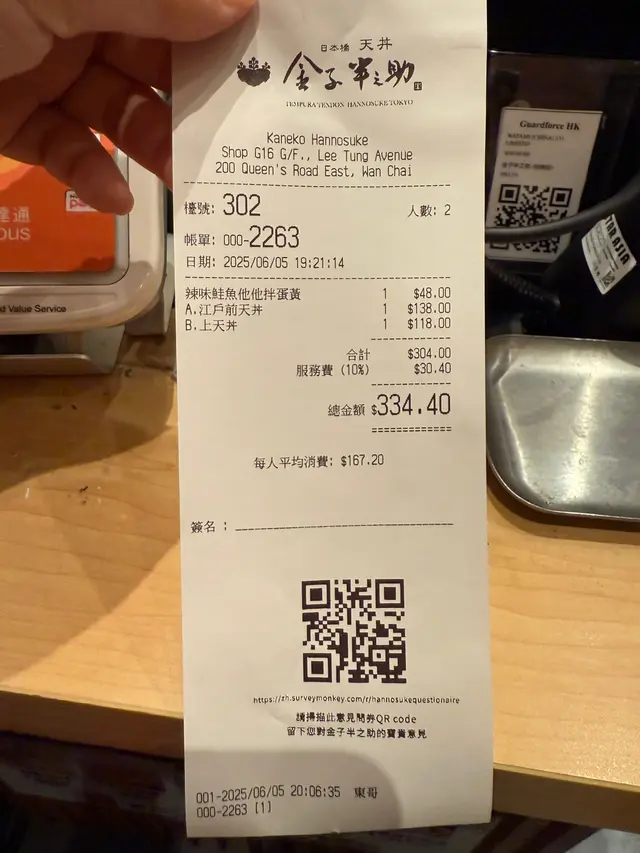 日本橋 天丼
金子半之助
TEMPURA TENDON HANNOSUKE TOKYO
Kaneko Hannosuke
Shop G16 G/F., Lee Tung Avenue
200 Queen's Road East, Wan Chai
檯號: 302 人數: 2
帳單: 000-2263
日期: 2025/06/05 19:21:14
辣味鮭魚他他拌蛋黃 1 $48.00
A.江戶前天丼 1 $138.00
B.上天丼 1 $118.00
合計 $304.00
服務費 (10%) $30.40
總金額 $334.40
每人平均消費: $167.20
簽名 :
https://zh.surveymonkey.com/r/hannosukequestionaire
請掃描此意見問券QR code
留下您對金子半之助的寶貴意見
001-2025/06/05 20:06:35 東哥
000-2263 [1]
Guardforce HK
達通
ous
d Value Service
STAR ASIA